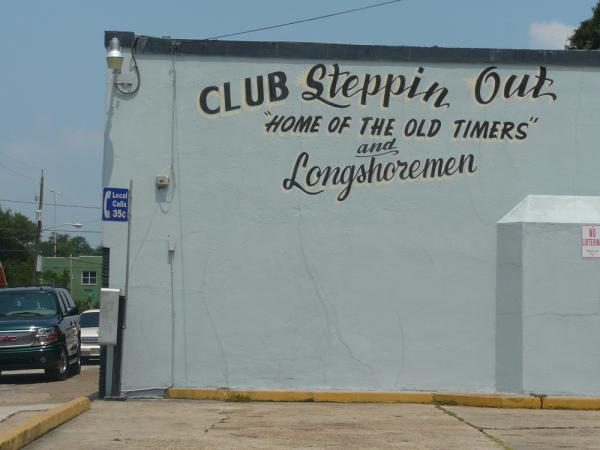 CLUB Steppin Out
"HOME OF THE OLD TIMERS"
and
Longshoremen
Local
Calls
35¢
NO
LOITERING